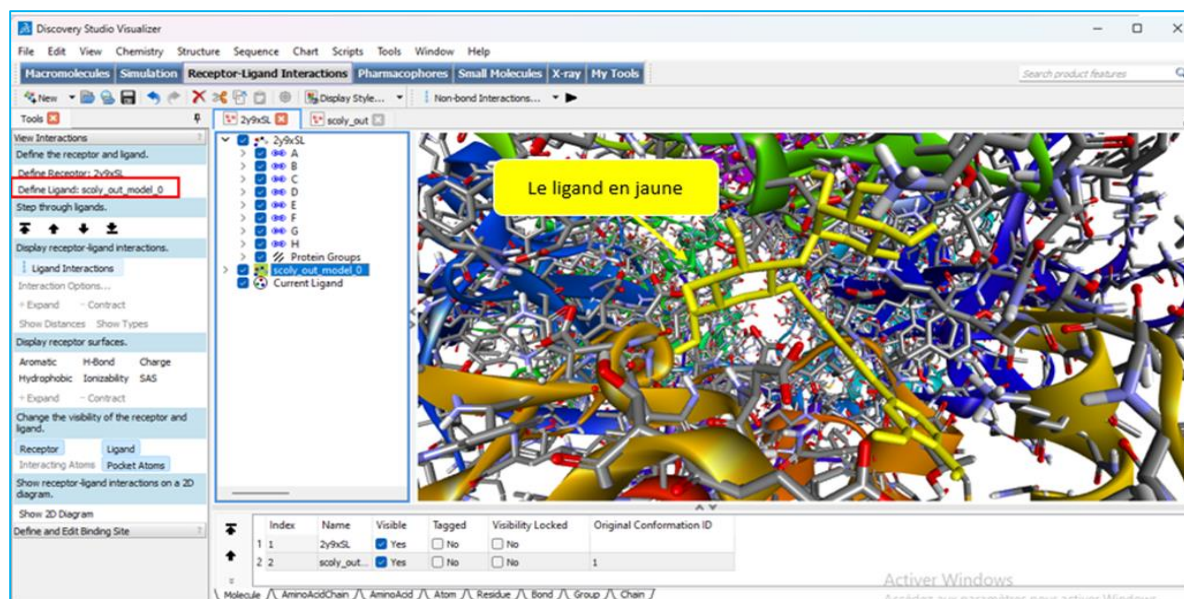 Discovery Studio Visualizer
File Edit View Chemistry Structure Sequence Chart Scripts Tools Window Help
Macromolecules Simulation Receptor-Ligand Interactions Pharmacophores Small Molecules X-ray My Tools Search product features
New Display Style... Non-bond Interactions...
Tools 2y9xSL scoly_out
View Interactions ?
Define the receptor and ligand.
Define Receptor: 2y9xSL
Define Ligand: scoly_out_model_0
Step through ligands.
Display receptor-ligand interactions.
Ligand Interactions
Interaction Options...
+ Expand - Contract
Show Distances Show Types
Display receptor surfaces.
Aromatic H-Bond Charge
Hydrophobic Ionizability SAS
+ Expand - Contract
Change the visibility of the receptor and
ligand.
Receptor Ligand
Interacting Atoms Pocket Atoms
Show receptor-ligand interactions on a 2D
diagram.
Show 2D Diagram
Define and Edit Binding Site ?
2y9xSL
A
B
C
D
E
F
G
H
Protein Groups
scoly_out_model_0
Current Ligand
Le ligand en jaune
Index Name Visible Tagged Visibility Locked Original Conformation ID
1 1 2y9xSL Yes No No
2 2 scoly_out... Yes No No 1
Molecule AminoAcidChain AminoAcid Atom Residue Bond Group Chain
Activer Windows
Accédez aux paramètres pour activer Windows